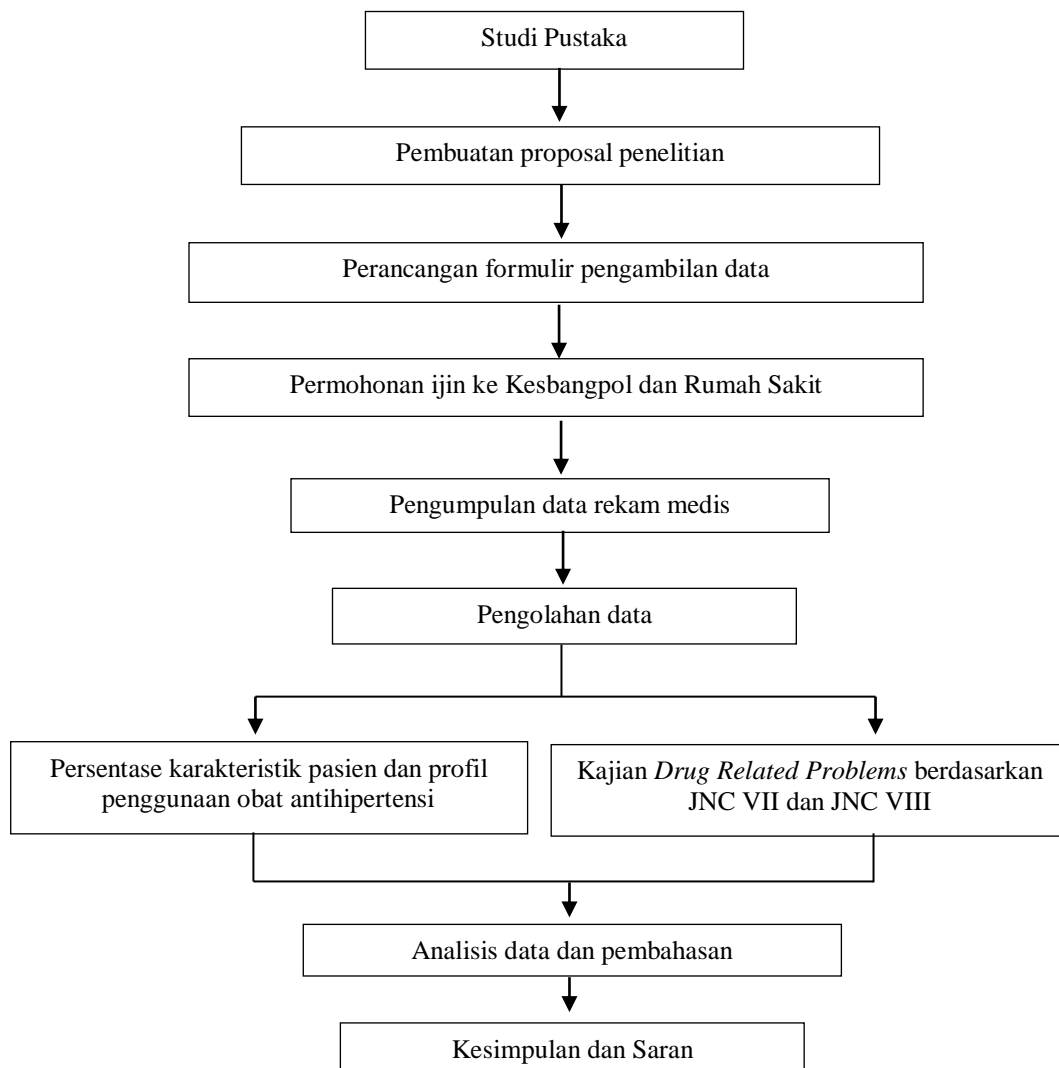 Studi Pustaka
Pembuatan proposal penelitian
Perancangan formulir pengambilan data
Permohonan ijin ke Kesbangpol dan Rumah Sakit
Pengumpulan data rekam medis
Pengolahan data
Persentase karakteristik pasien dan profil
penggunaan obat antihipertensi
Kajian Drug Related Problems berdasarkan
JNC VII dan JNC VIII
Analisis data dan pembahasan
Kesimpulan dan Saran